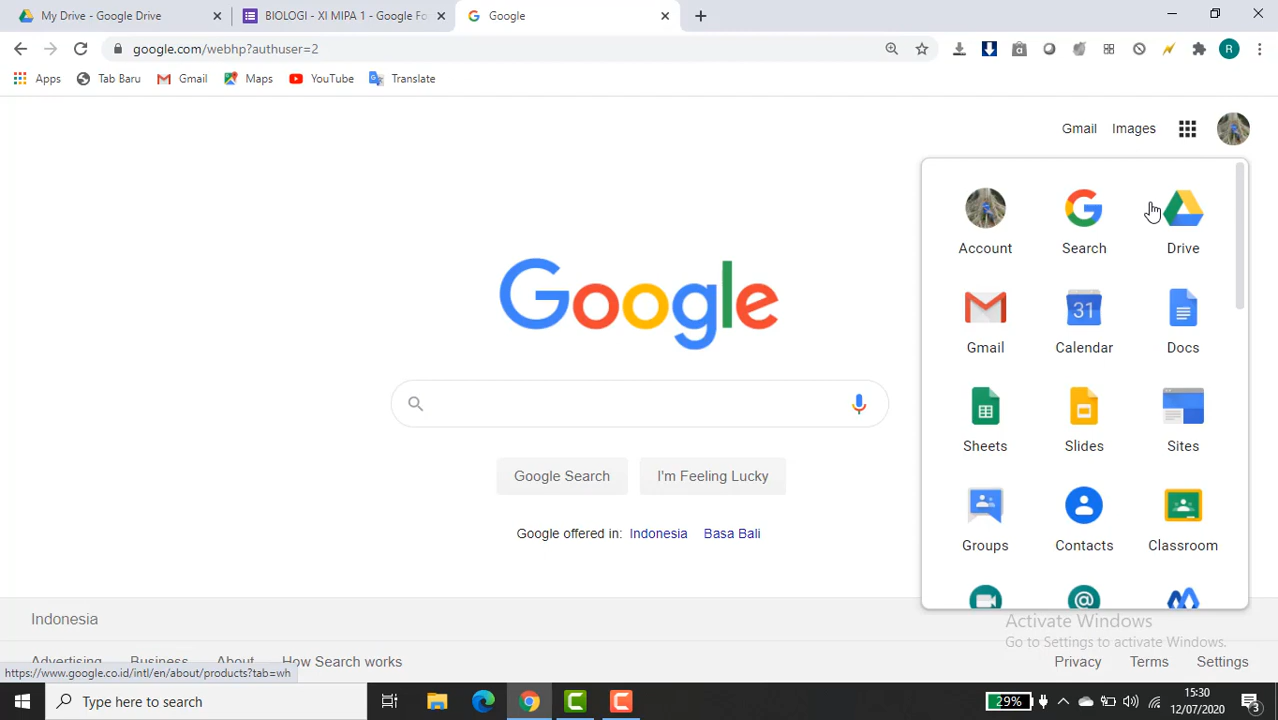 My Drive - Google Drive
BIOLOGI - XI MIPA 1 - Google Fo
Google
google.com/webhp?authuser=2
R
Apps
Tab Baru
Gmail
Maps
YouTube
Translate
Gmail
Images
Account
Search
Drive
Gmail
31
Calendar
Docs
Sheets
Slides
Sites
Groups
Contacts
Classroom
Google
Google Search
I'm Feeling Lucky
Google offered in: Indonesia Basa Bali
Indonesia
Activate Windows
Go to Settings to activate Windows.
Advertising
Business
About
How Search works
Privacy
Terms
Settings
https://www.google.co.id/intl/en/about/products?tab=wh
Type here to search
29%
15:30
12/07/2020
3